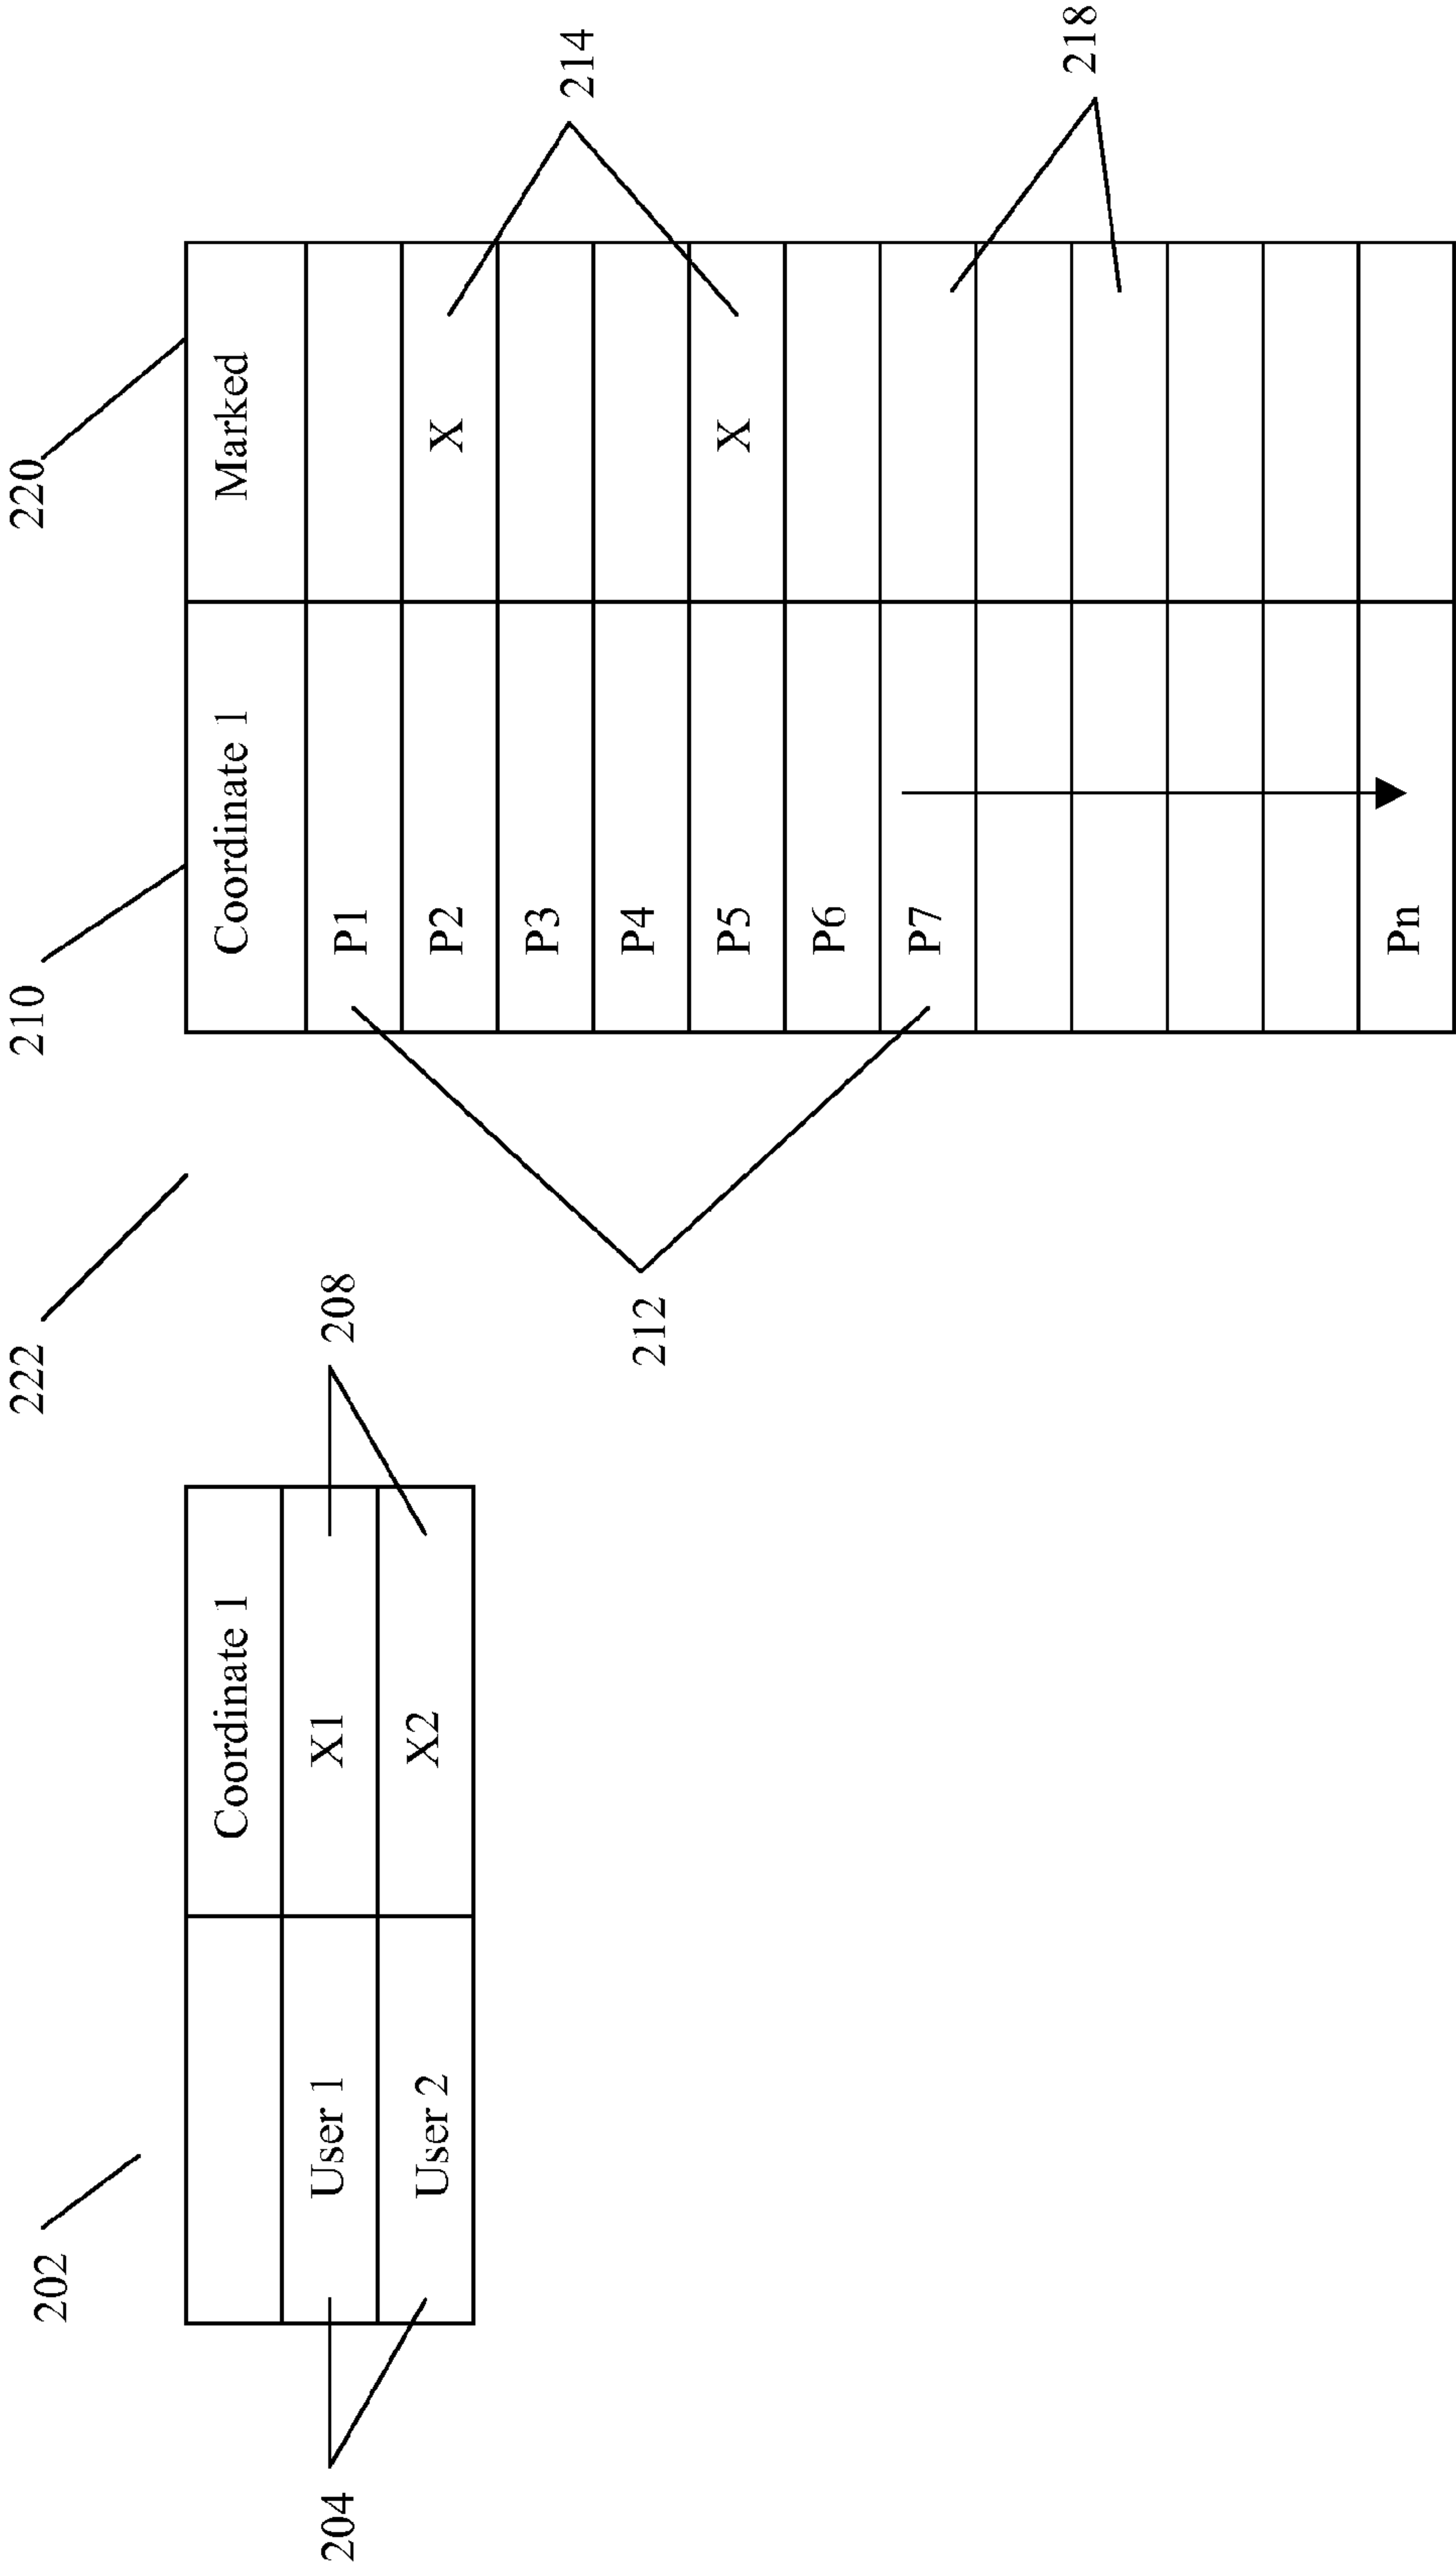 202 222 210 220
Coordinate 1 Coordinate 1 Marked
204 User 1 X1 208 P1
User 2 X2 P2 X
P3
214
212 P4
P5 X
P6
P7
218
Pn